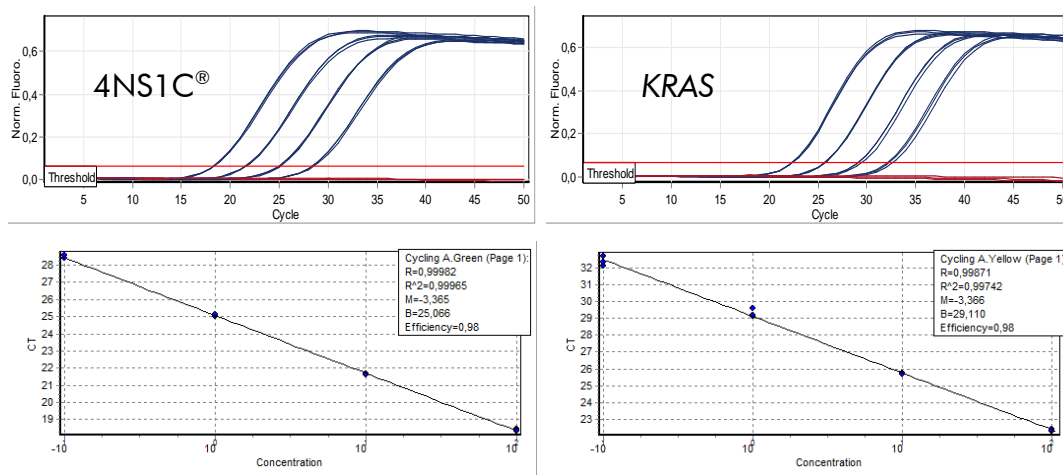 Norm. Fluoro.
0,6
0,4
0,2
0,0
4NS1C®
Threshold
5 10 15 20 25 30 35 40 45 50
Cycle
Norm. Fluoro.
0,6
0,4
0,2
0,0
KRAS
Threshold
5 10 15 20 25 30 35 40 45 50
Cycle
CT
28
27
26
25
24
23
22
21
20
19
Cycling A.Green (Page 1):
R=0,99982
R^2=0,99965
M=-3,365
B=25,066
Efficiency=0,98
Concentration
CT
32
31
30
29
28
27
26
25
24
23
Cycling A.Yellow (Page 1)
R=0,99871
R^2=0,99742
M=-3,366
B=29,110
Efficiency=0,98
Concentration